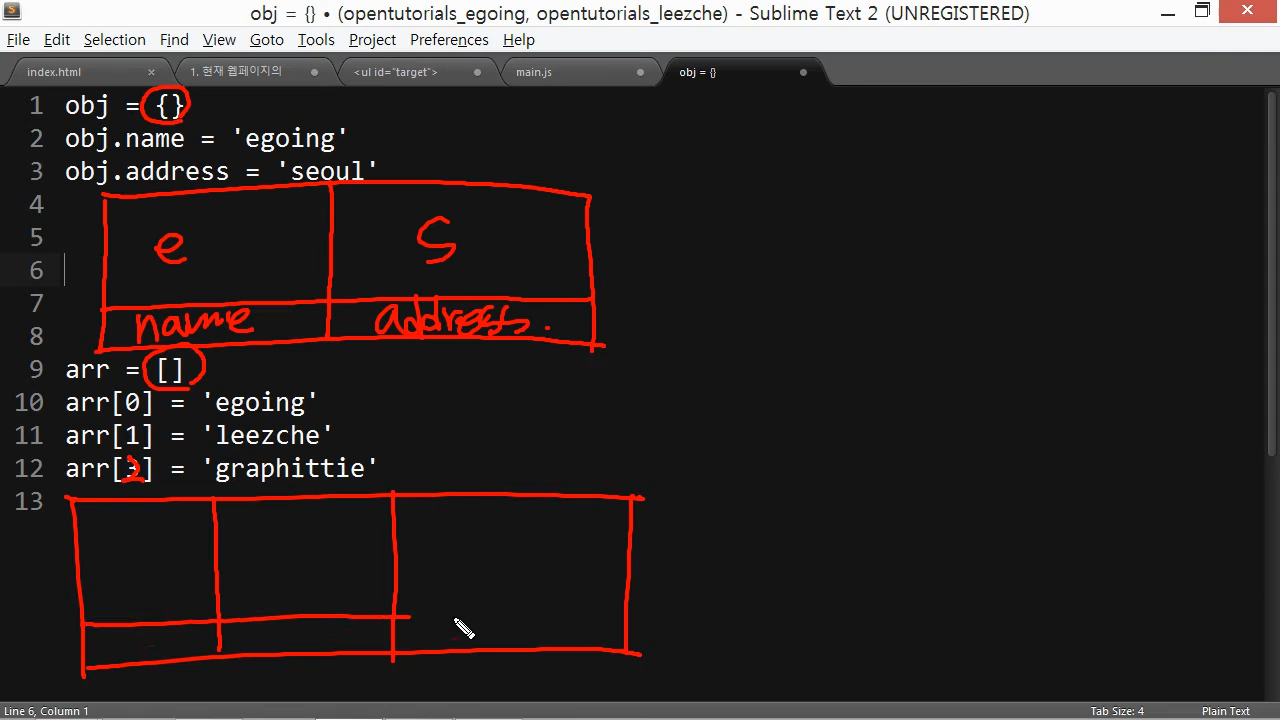 obj = {} • (opentutorials_egoing, opentutorials_leezche) - Sublime Text 2 (UNREGISTERED)
File Edit Selection Find View Goto Tools Project Preferences Help
index.html × 1. 현재 웹페이지의 <ul id="target"> main.js obj = {}
1 obj = {}
2 obj.name = 'egoing'
3 obj.address = 'seoul'
4
5 e S
6
7 name address.
8
9 arr = []
10 arr[0] = 'egoing'
11 arr[1] = 'leezche'
12 arr[2] = 'graphittie'
13
Line 6, Column 1 Tab Size: 4 Plain Text